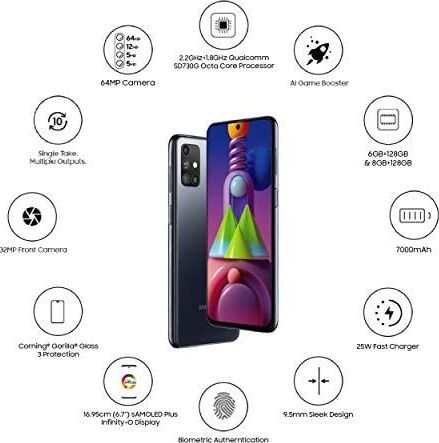 64MP
12MP
5MP
5MP
64MP Camera
2.2GHz+1.8GHz Qualcomm
SD730G Octa Core Processor
AI Game Booster
10
Single Take.
Multiple Outputs.
6GB+128GB
& 8GB+128GB
32MP Front Camera
7000mAh
Corning® Gorilla® Glass
3 Protection
25W Fast Charger
16.95cm (6.7") sAMOLED Plus
Infinity-O Display
Biometric Authentication
9.5mm Sleek Design